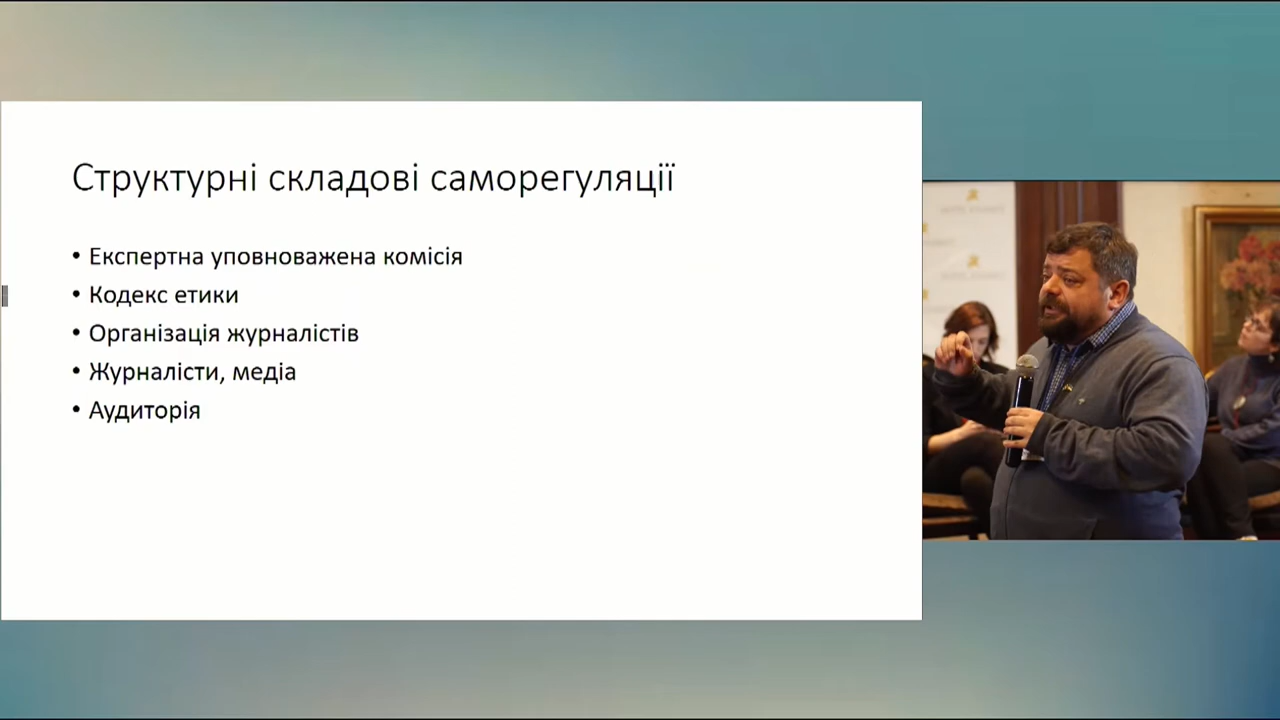 Структурні складові саморегуляції
• Експертна уповноважена комісія
• Кодекс етики
• Організація журналістів
• Журналісти, медіа
• Аудиторія